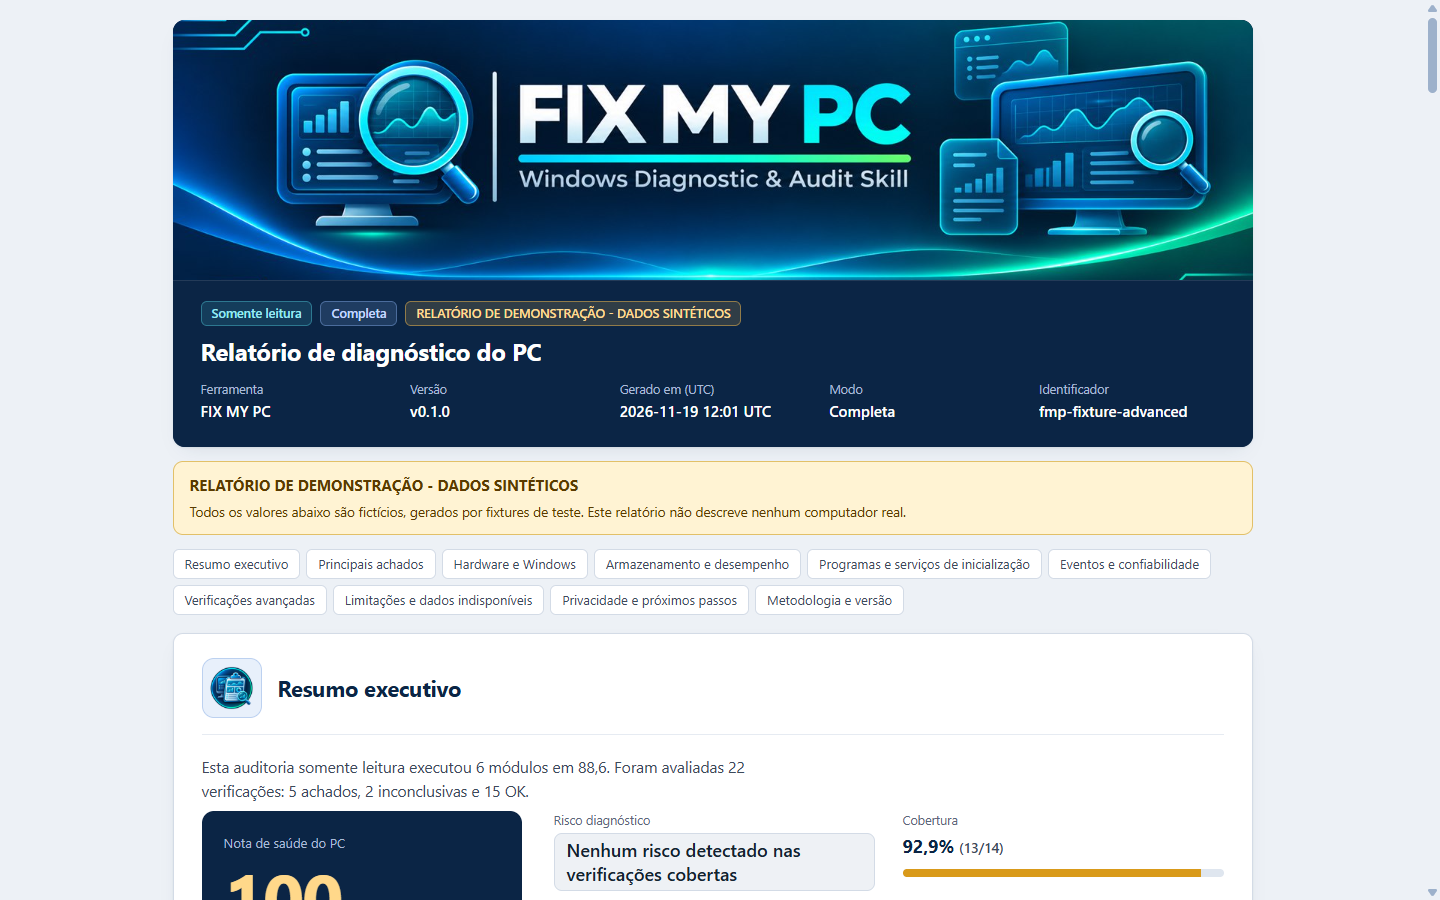 FIX MY PC
Windows Diagnostic & Audit Skill
Somente leitura
Completa
RELATÓRIO DE DEMONSTRAÇÃO - DADOS SINTÉTICOS
Relatório de diagnóstico do PC
Ferramenta
FIX MY PC
Versão
v0.1.0
Gerado em (UTC)
2026-11-19 12:01 UTC
Modo
Completa
Identificador
fmp-fixture-advanced
RELATÓRIO DE DEMONSTRAÇÃO - DADOS SINTÉTICOS
Todos os valores abaixo são fictícios, gerados por fixtures de teste. Este relatório não descreve nenhum computador real.
Resumo executivo
Principais achados
Hardware e Windows
Armazenamento e desempenho
Programas e serviços de inicialização
Eventos e confiabilidade
Verificações avançadas
Limitações e dados indisponíveis
Privacidade e próximos passos
Metodologia e versão
Resumo executivo
Esta auditoria somente leitura executou 6 módulos em 88,6. Foram avaliadas 22
verificações: 5 achados, 2 inconclusivas e 15 OK.
Nota de saúde do PC
100
Risco diagnóstico
Nenhum risco detectado nas
verificações cobertas
Cobertura
92,9% (13/14)